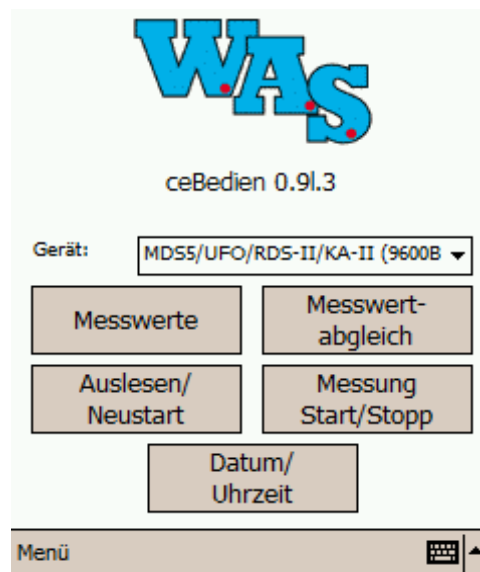 W.A.S
ceBedien 0.9l.3
Gerät: MDS5/UFO/RDS-II/KA-II (9600B
Messwerte
Messwert-
abgleich
Auslesen/
Neustart
Messung
Start/Stopp
Datum/
Uhrzeit
Menü